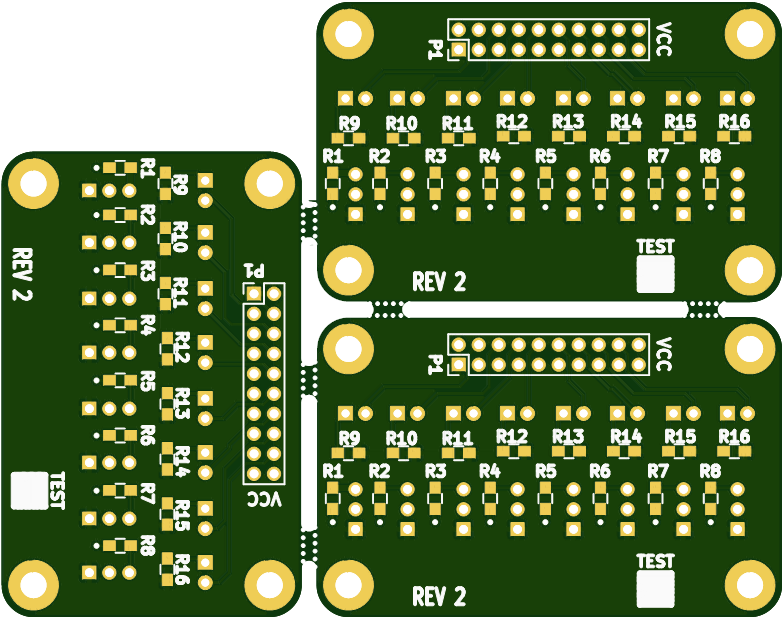 VCC
P1
R9 R10 R11 R12 R13 R14 R15 R16
R1 R2 R3 R4 R5 R6 R7 R8
TEST
REV 2
R1
R9
R2
R10
REV 2
R3
P1
R11
R4
R12
R5
R13
R6
R14
R7
TEST
R15
VCC
R8
R16
VCC
P1
R9 R10 R11 R12 R13 R14 R15 R16
R1 R2 R3 R4 R5 R6 R7 R8
TEST
REV 2